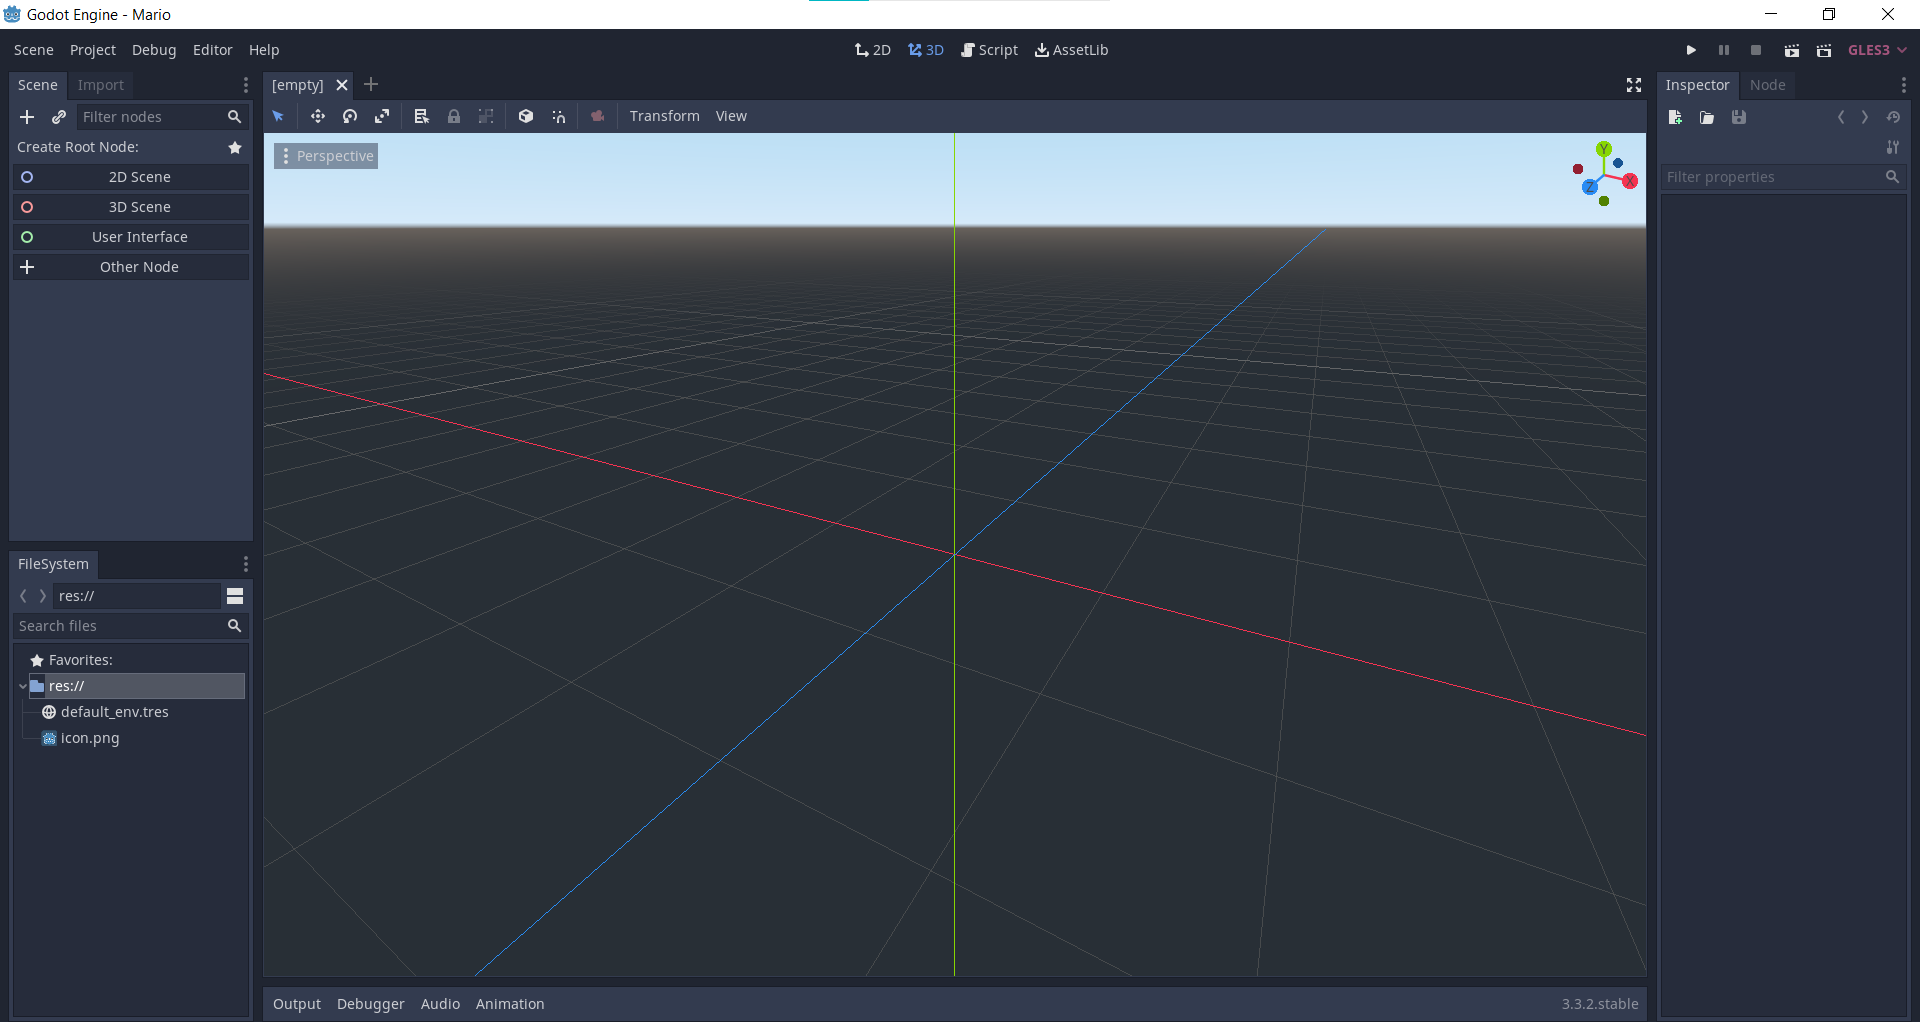 Godot Engine - Mario
Scene Project Debug Editor Help
2D 3D Script AssetLib
GLES3
Scene Import
Filter nodes
Create Root Node:
2D Scene
3D Scene
User Interface
Other Node
FileSystem
res://
Search files
Favorites:
res://
default_env.tres
icon.png
[empty]
Transform View
Perspective
Y
X
Z
Output Debugger Audio Animation
3.3.2.stable
Inspector Node
Filter properties